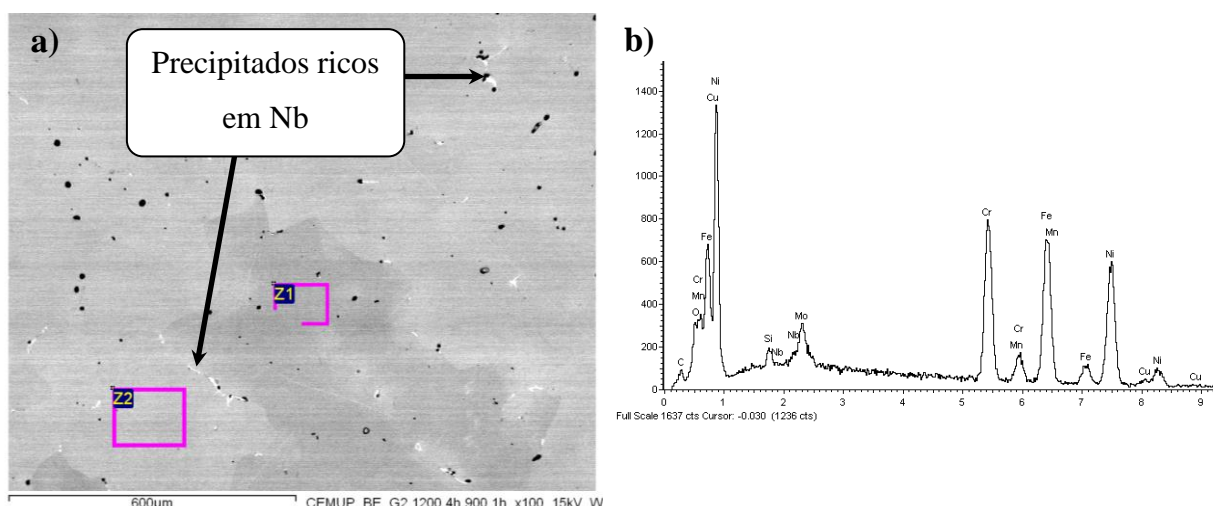 a)
Precipitados ricos
em Nb
Z1
Z2
600µm
CEMUP BE G2 1200 4h 900 1h x100 15kV W
b)
1400
1200
1000
800
600
400
200
0
Ni
Cu
Fe
Cr
Mn
O
C
Si
Nb
Nb
Mo
Cr
Cr
Mn
Fe
Mn
Fe
Ni
Cu
Ni
Cu
0 1 2 3 4 5 6 7 8 9
Full Scale 1637 cts Cursor: -0.030 (1236 cts)